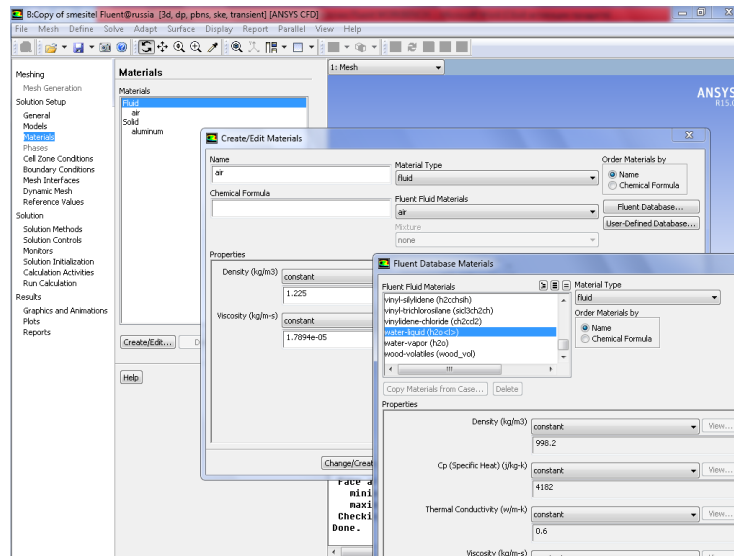 B:Copy of smesitel Fluent@russia [3d, dp, pbns, ske, transient] [ANSYS CFD]
File Mesh Define Solve Adapt Surface Display Report Parallel View Help
Meshing
Mesh Generation
Solution Setup
General
Models
Materials
Phases
Cell Zone Conditions
Boundary Conditions
Mesh Interfaces
Dynamic Mesh
Reference Values
Solution
Solution Methods
Solution Controls
Monitors
Solution Initialization
Calculation Activities
Run Calculation
Results
Graphics and Animations
Plots
Reports
Materials
Materials
Fluid
air
Solid
aluminum
Create/Edit...
D
Help
1: Mesh
ANSYS
R15.0
Create/Edit Materials
Name
air
Chemical Formula
Material Type
fluid
Fluent Fluid Materials
air
Mixture
none
Order Materials by
Name
Chemical Formula
Fluent Database...
User-Defined Database...
Properties
Density (kg/m3)
constant
1.225
Viscosity (kg/m-s)
constant
1.7894e-05
Change/Creat
Face a
mini
maxi
Checki
Done.
Fluent Database Materials
Fluent Fluid Materials
vinyl-silylidene (h2cchsih)
vinyl-trichlorosilane (sicl3ch2ch)
vinylidene-chloride (ch2ccl2)
water-liquid (h2o<l>)
water-vapor (h2o)
wood-volatiles (wood_vol)
Material Type
fluid
Order Materials by
Name
Chemical Formula
Copy Materials from Case...
Delete
Properties
Density (kg/m3)
constant
View...
998.2
Cp (Specific Heat) (j/kg-k)
constant
View...
4182
Thermal Conductivity (w/m-k)
constant
View...
0.6
Viscosity (kg/m-s)